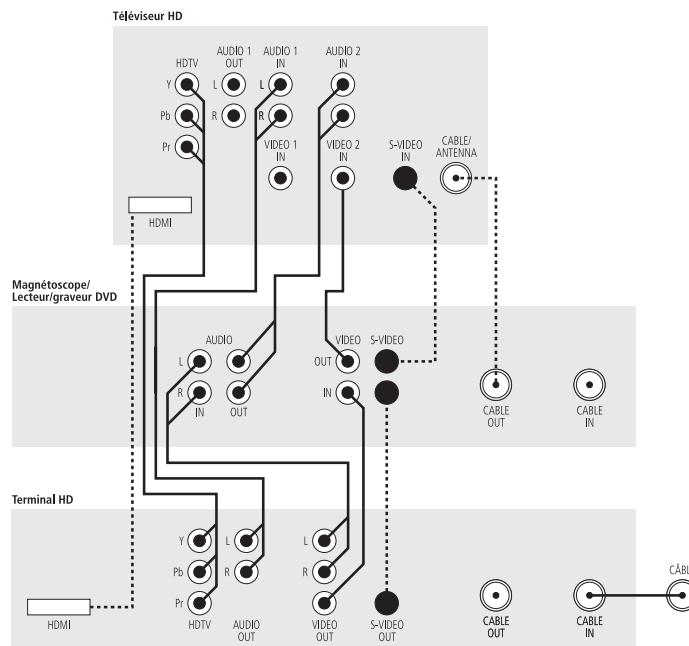 Téléviseur HD
HDTV
AUDIO 1
OUT
AUDIO 1
IN
AUDIO 2
IN
Y
L
L
Pb
R
R
Pr
VIDEO 1
IN
VIDEO 2
IN
S-VIDEO
IN
CABLE/
ANTENNA
HDMI
Magnétoscope/
Lecteur/graveur DVD
AUDIO
VIDEO
S-VIDEO
L
OUT
R
IN
IN
OUT
CABLE
OUT
CABLE
IN
Terminal HD
Y
L
L
Pb
R
R
Pr
HDMI
HDTV
AUDIO
OUT
VIDEO
OUT
S-VIDEO
OUT
CABLE
OUT
CABLE
IN
CÂBL